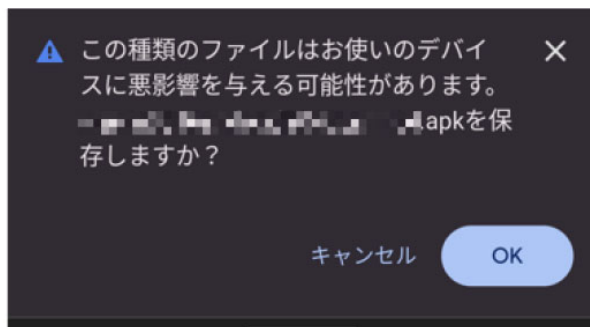 この種類のファイルはお使いのデバイ
スに悪影響を与える可能性があります。
.apkを保
存しますか？
キャンセル
OK